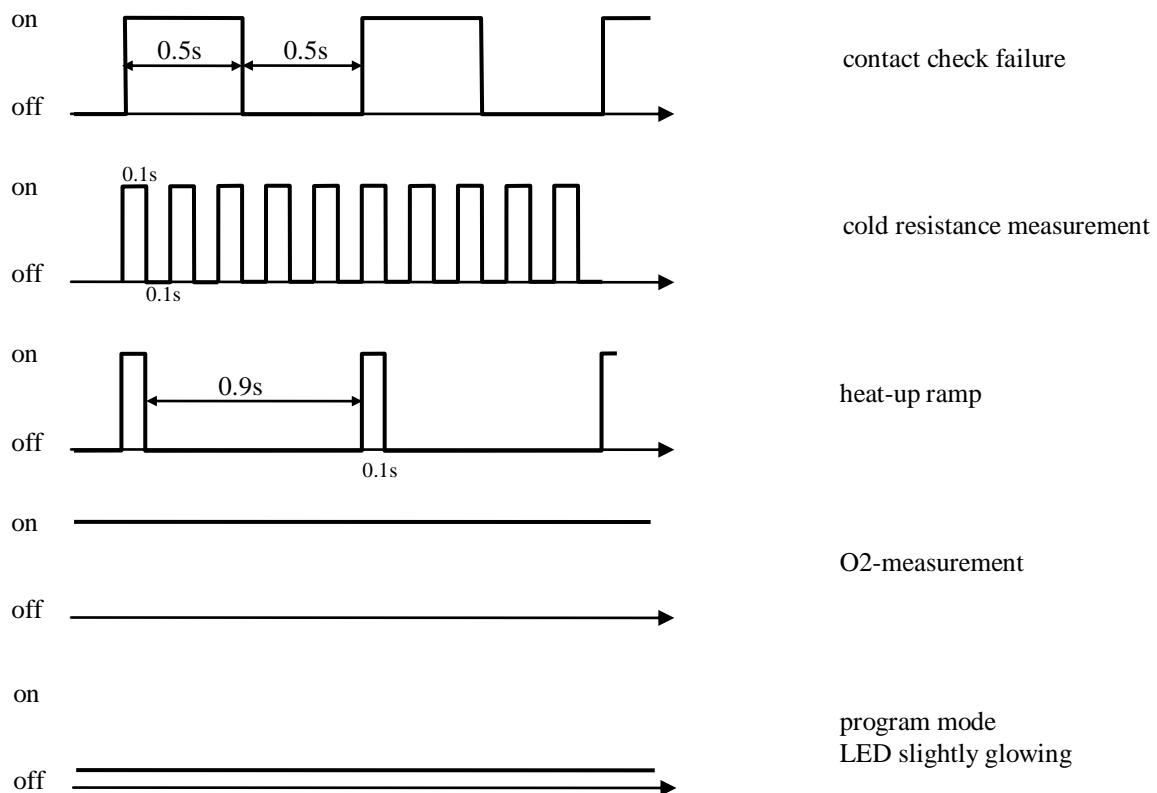 on
0.5s 0.5s
contact check failure
off
0.1s
on
cold resistance measurement
off
0.1s
on
0.9s
heat-up ramp
off
0.1s
on
O2-measurement
off
on
program mode
LED slightly glowing
off